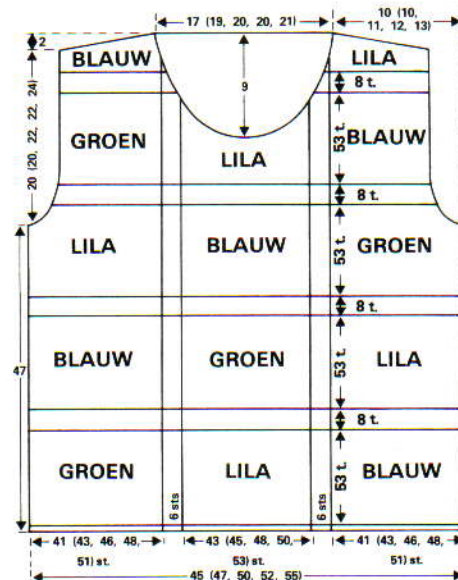 17 (19, 20, 20, 21)
10 (10,
11, 12, 13)
2
BLAUW
LILA
8 t.
20 (20, 22, 22, 24)
9
GROEN
LILA
53 t.
BLAUW
8 t.
LILA
BLAUW
53 t.
GROEN
8 t.
47
BLAUW
GROEN
53 t.
LILA
8 t.
GROEN
6 sts
LILA
6 sts
53 t.
BLAUW
41 (43, 46, 48,
43 (45, 48, 50,
41 (43, 46, 48,
51) st.
53) st.
51) st.
45 (47, 50, 52, 55)